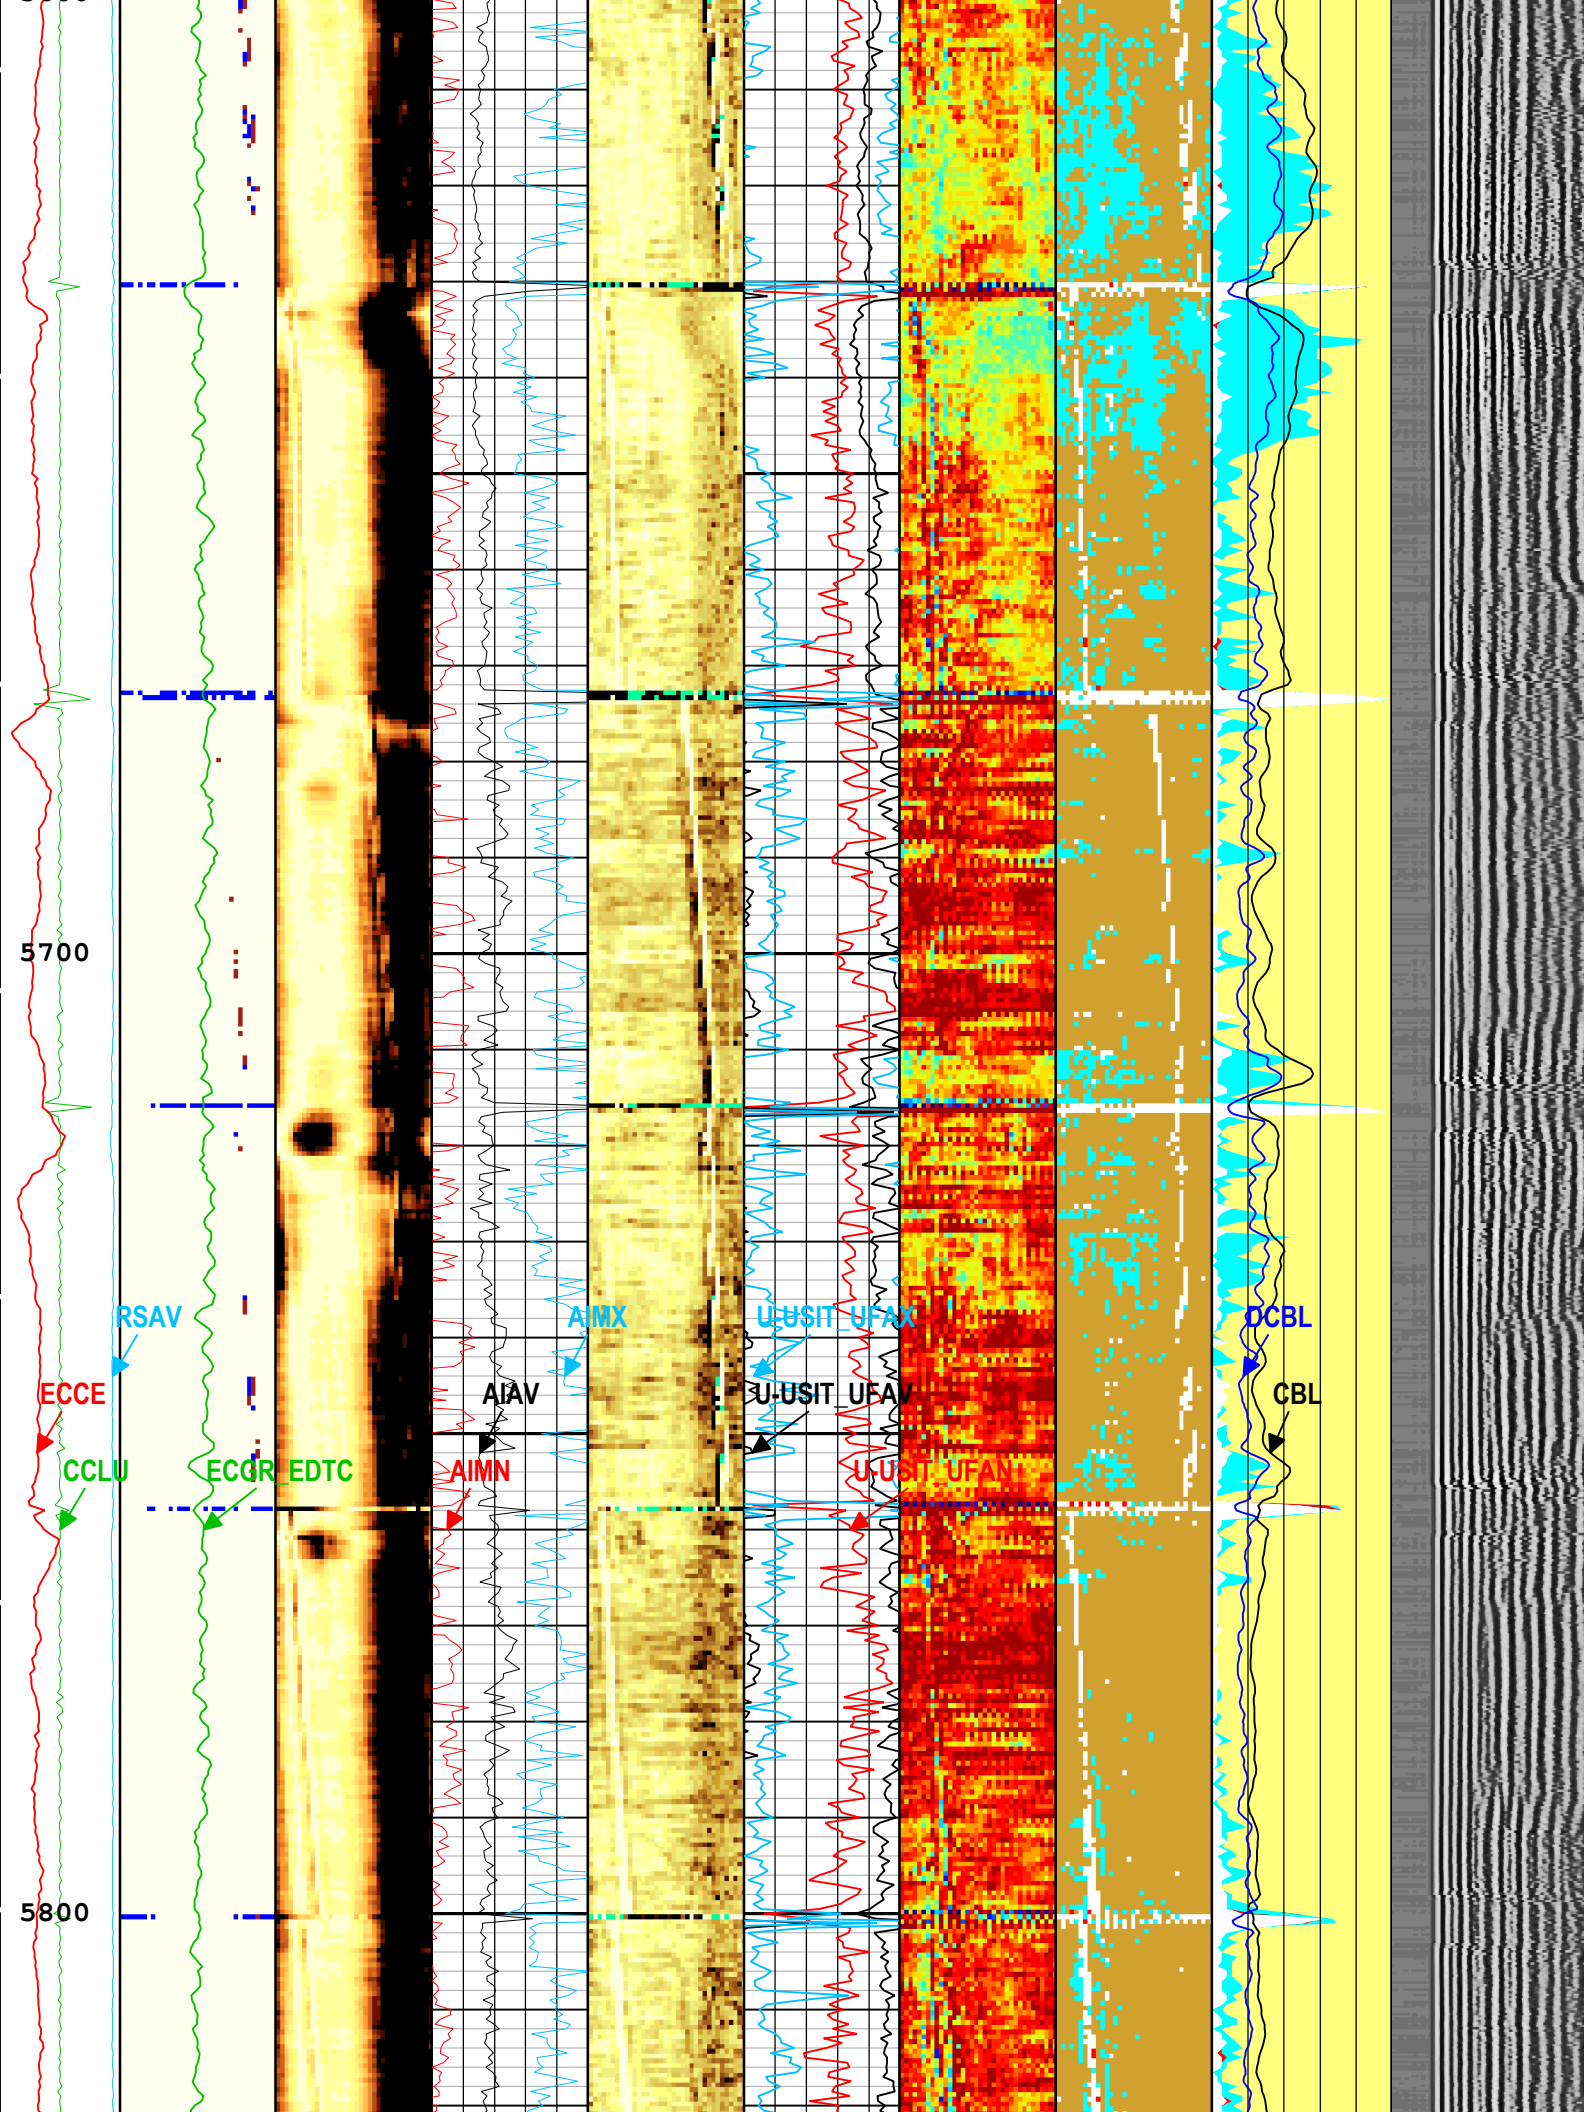 5700
RSAV
AIMX
U-USIT_UFAX
DCBL
ECCE
AIAV
U-USIT_UFAV
CBL
CCLU
ECGR_EDTC
AIMN
U-USIT_UFAN
5800